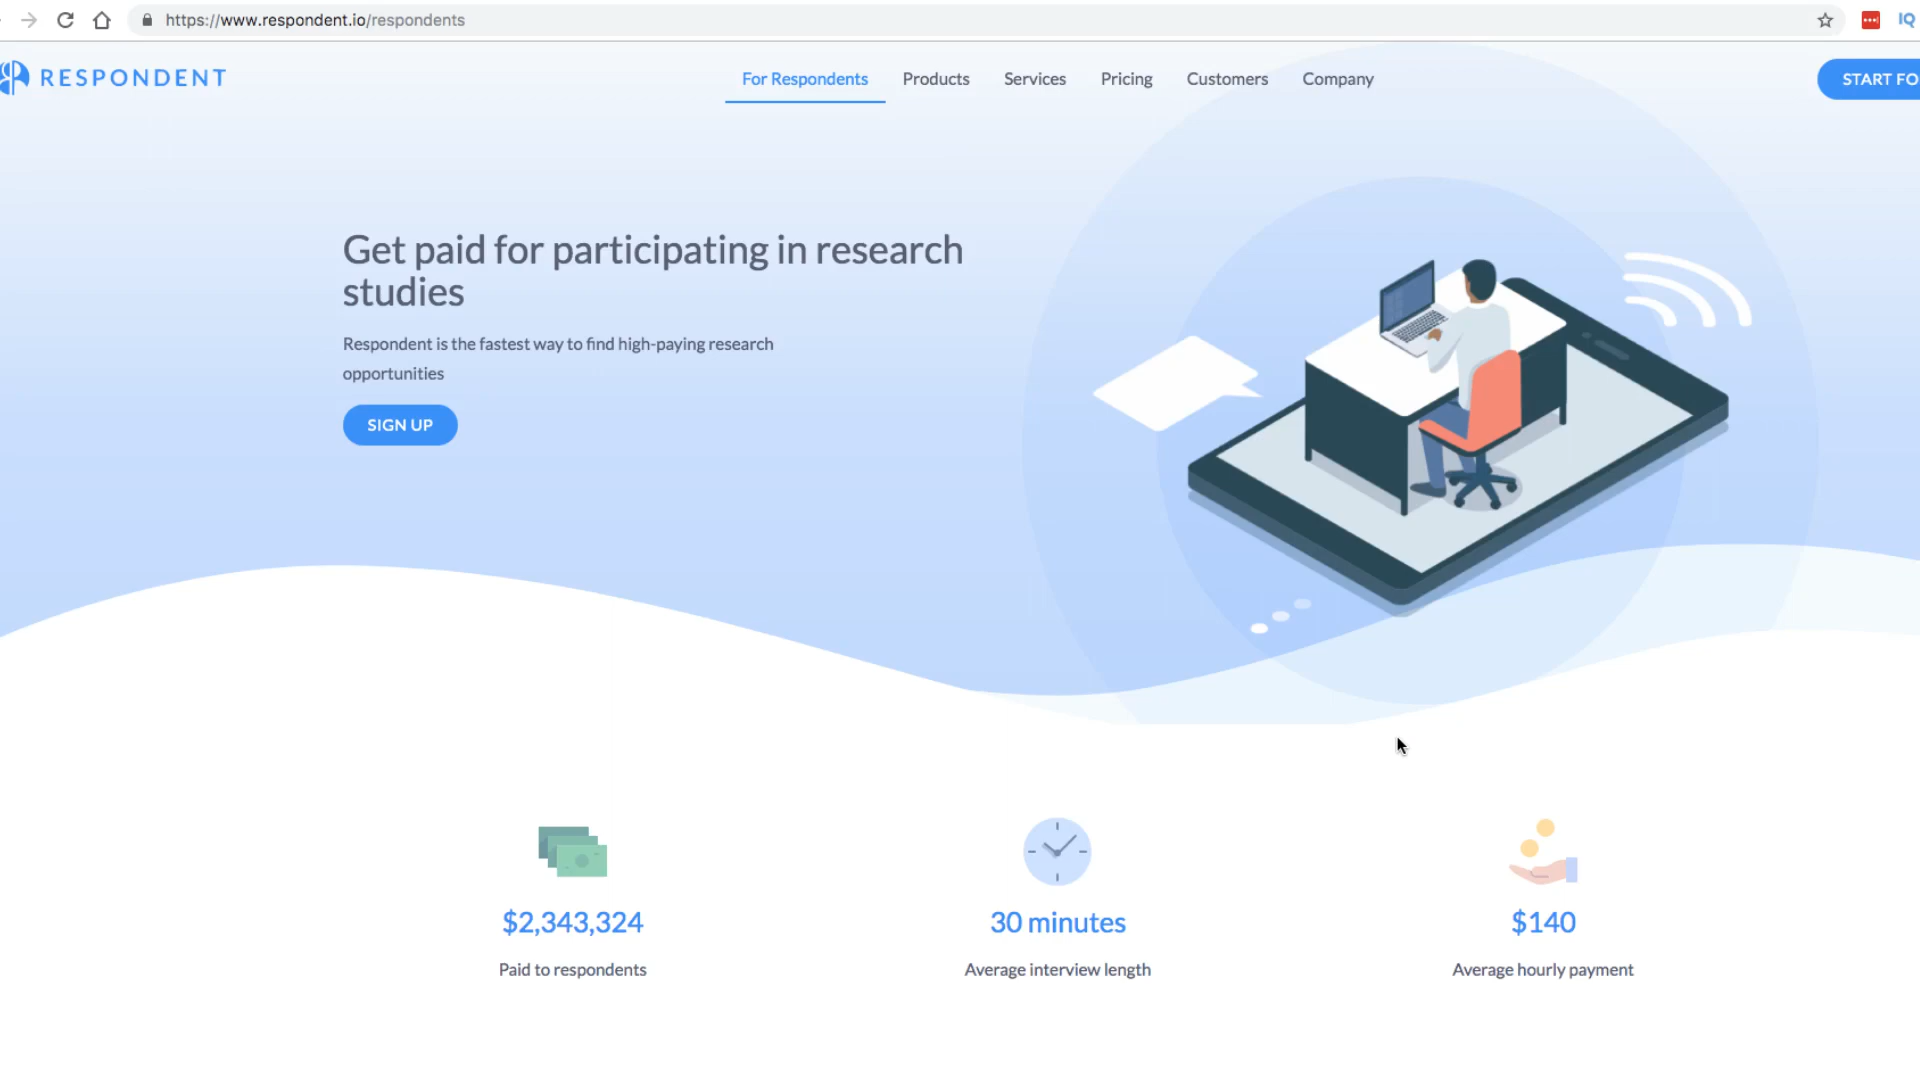 https://www.respondent.io/respondents
IQ
RESPONDENT
For Respondents Products Services Pricing Customers Company
START FO
Get paid for participating in research
studies
Respondent is the fastest way to find high-paying research
opportunities
SIGN UP
$2,343,324 30 minutes $140
Paid to respondents Average interview length Average hourly payment